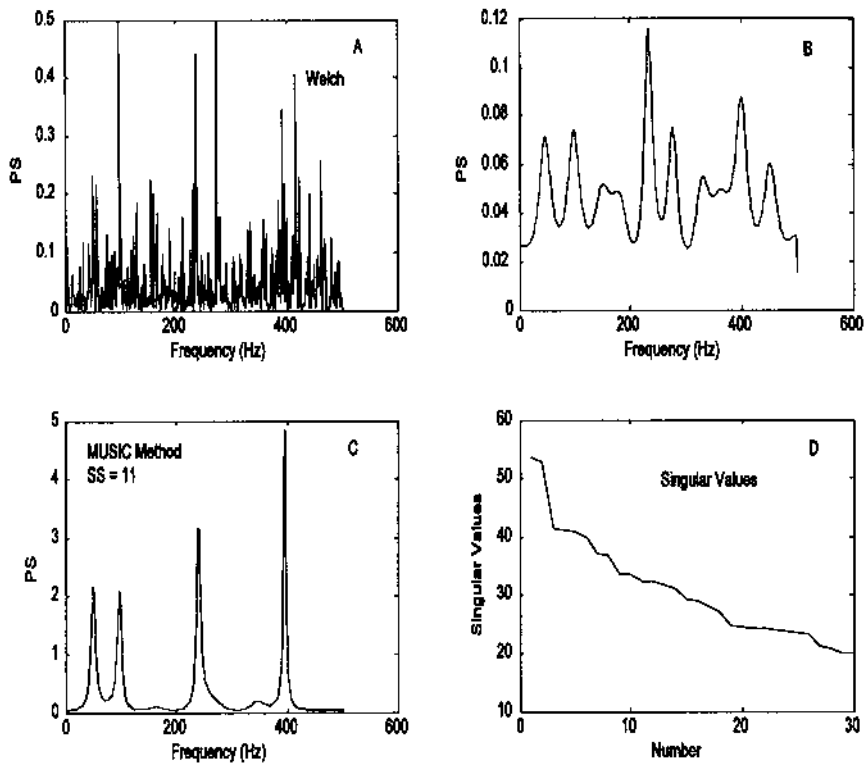 0.5
0.4
0.3
0.2
0.1
0
PS
A
Welch
0
200
400
600
Frequency (Hz)
0.12
0.1
0.08
0.06
0.04
0.02
0
PS
B
0
200
400
600
Frequency (Hz)
5
4
3
2
1
0
PS
MUSIC Method
SS = 11
C
0
200
400
600
Frequency (Hz)
60
50
40
30
20
10
Singular Values
D
Singular Values
0
10
20
30
Number